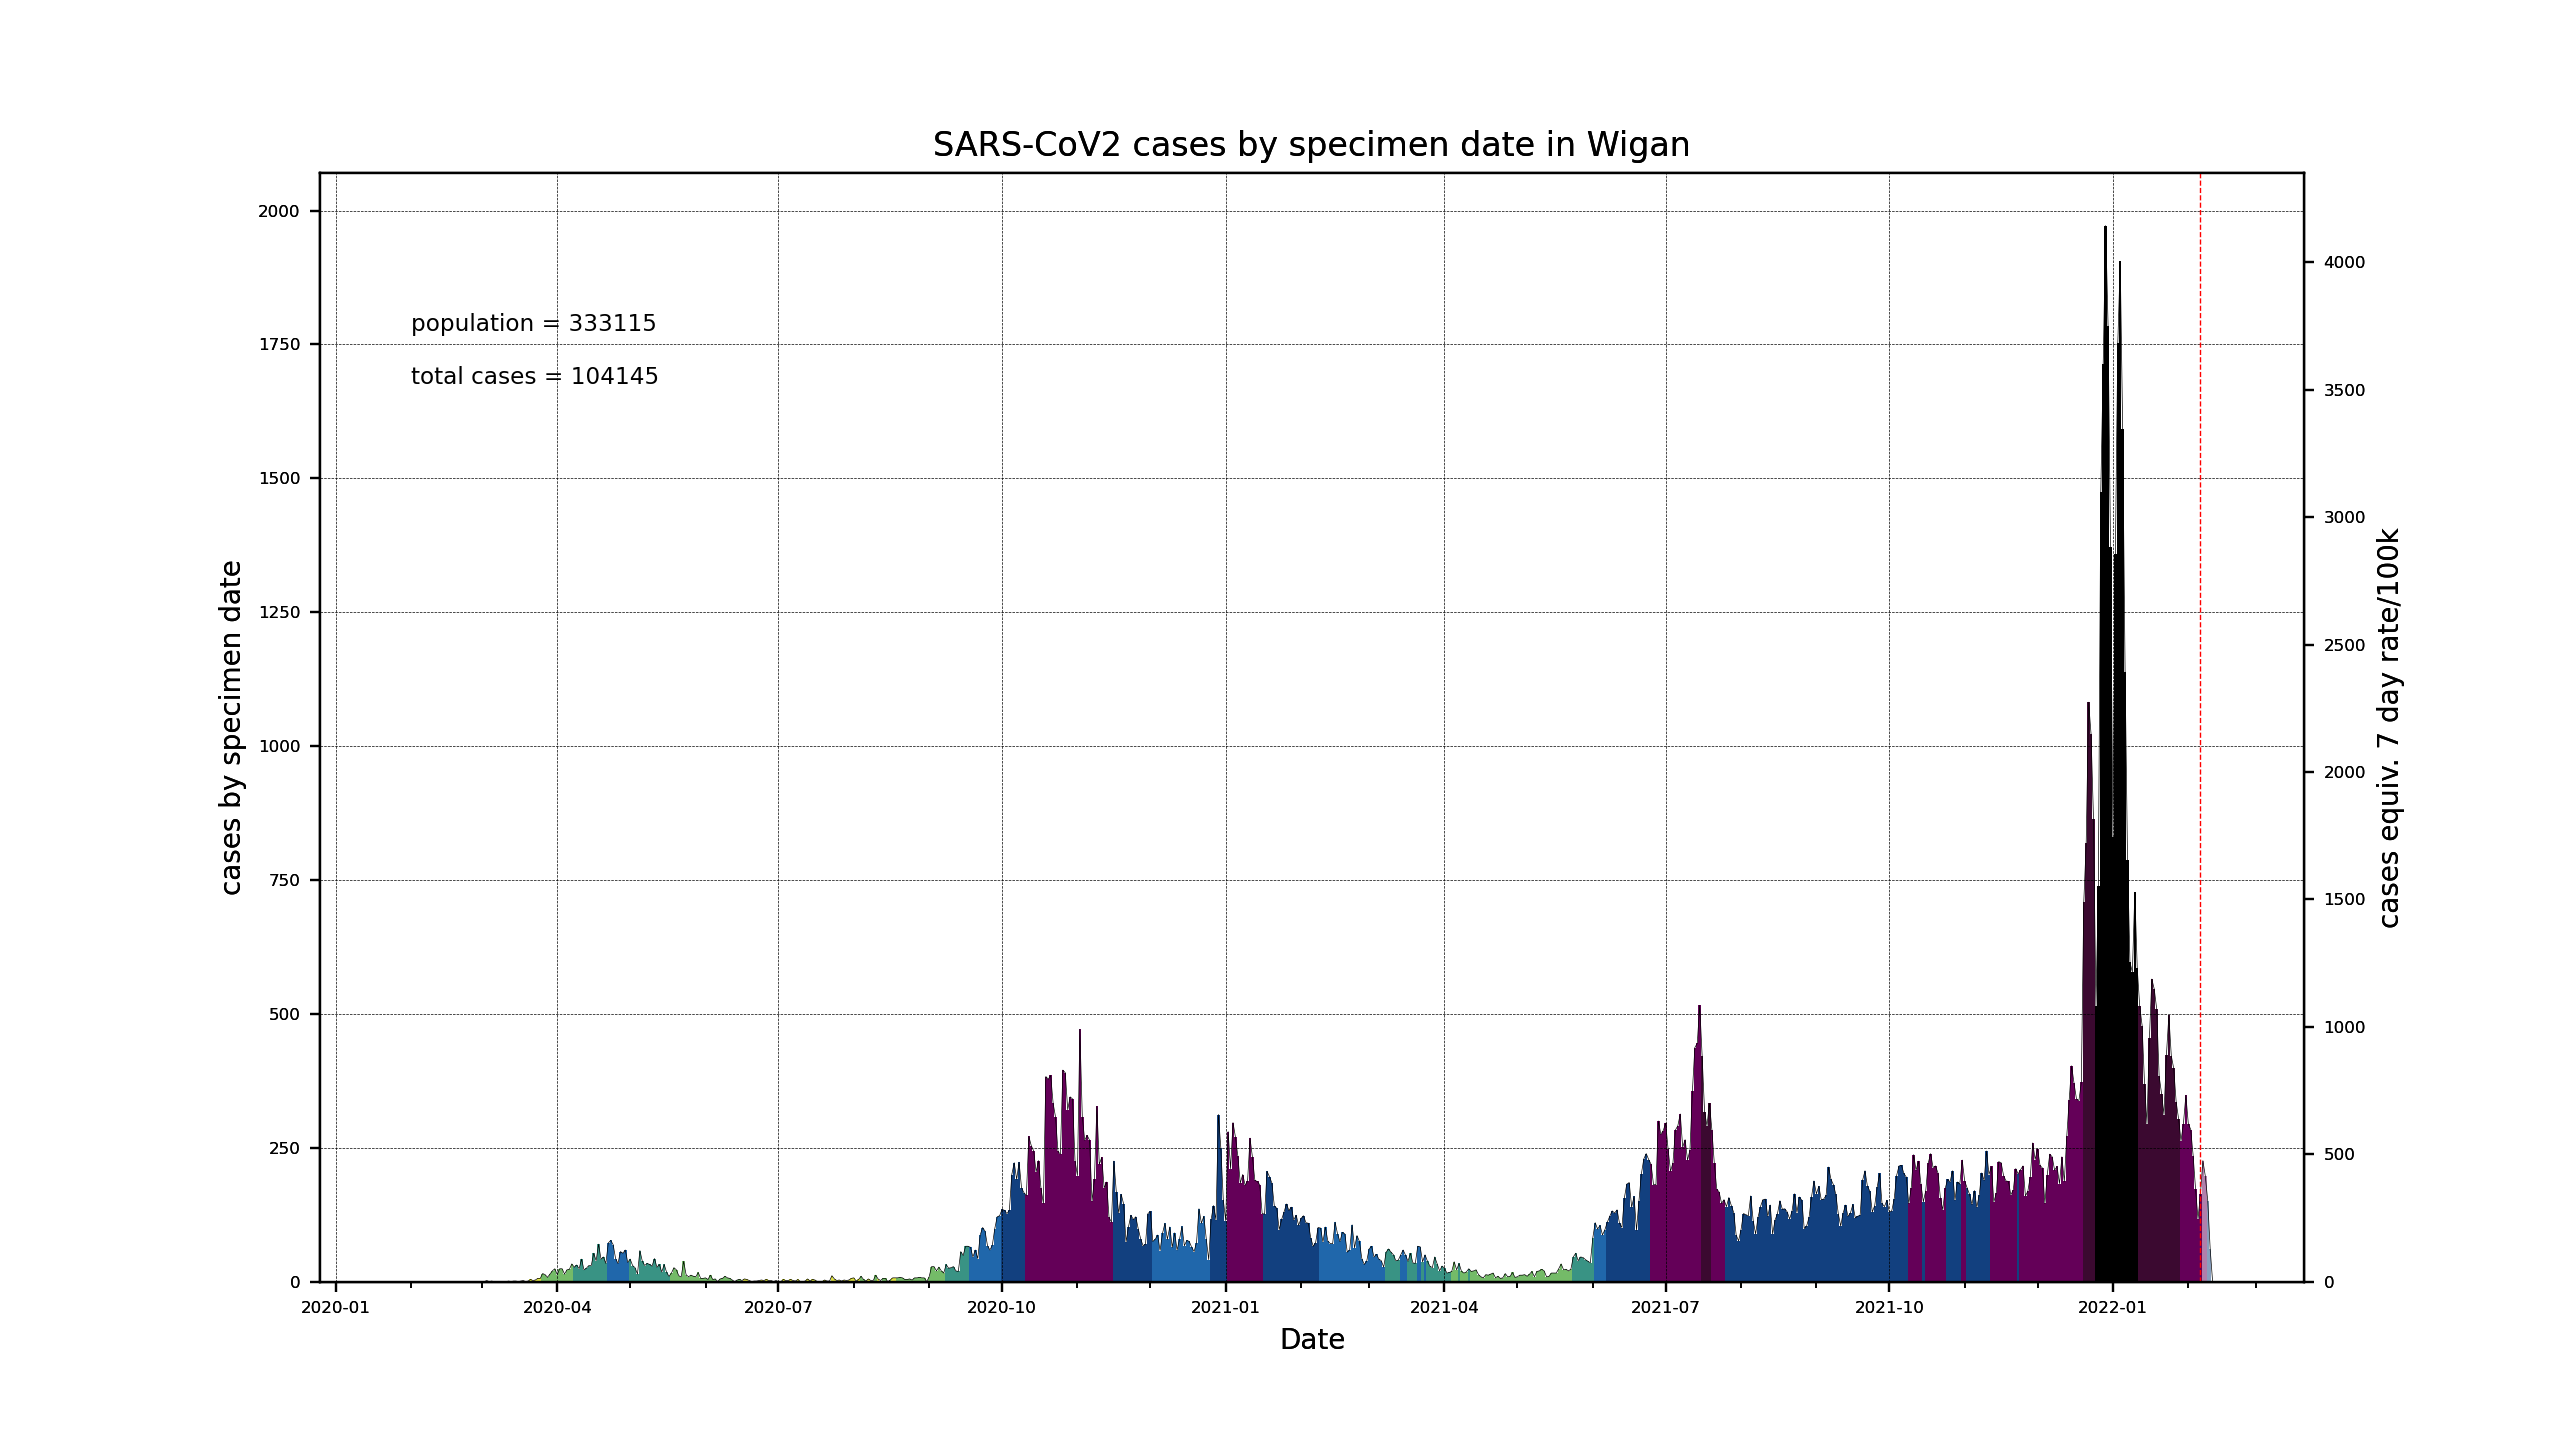 SARS-CoV2 cases by specimen date in Wigan
population = 333115
total cases = 104145
cases by specimen date
2000
1750
1500
1250
1000
750
500
250
0
4000
3500
3000
2500
2000
1500
1000
500
0
cases equiv. 7 day rate/100k
2020-01 2020-04 2020-07 2020-10 2021-01 2021-04 2021-07 2021-10 2022-01
Date